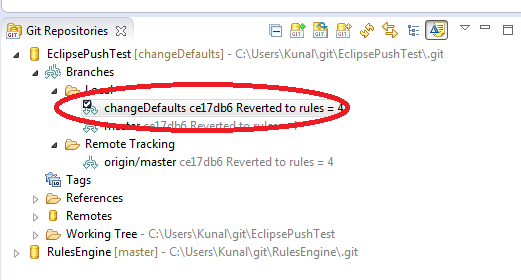 Git Repositories
EclipsePushTest [changeDefaults] - C:\Users\Kunal\git\EclipsePushTest\.git
Branches
Local
changeDefaults ce17db6 Reverted to rules = 4
master ce17db6 Reverted to rules = 4
Remote Tracking
origin/master ce17db6 Reverted to rules = 4
Tags
References
Remotes
Working Tree - C:\Users\Kunal\git\EclipsePushTest
RulesEngine [master] - C:\Users\Kunal\git\RulesEngine\.git